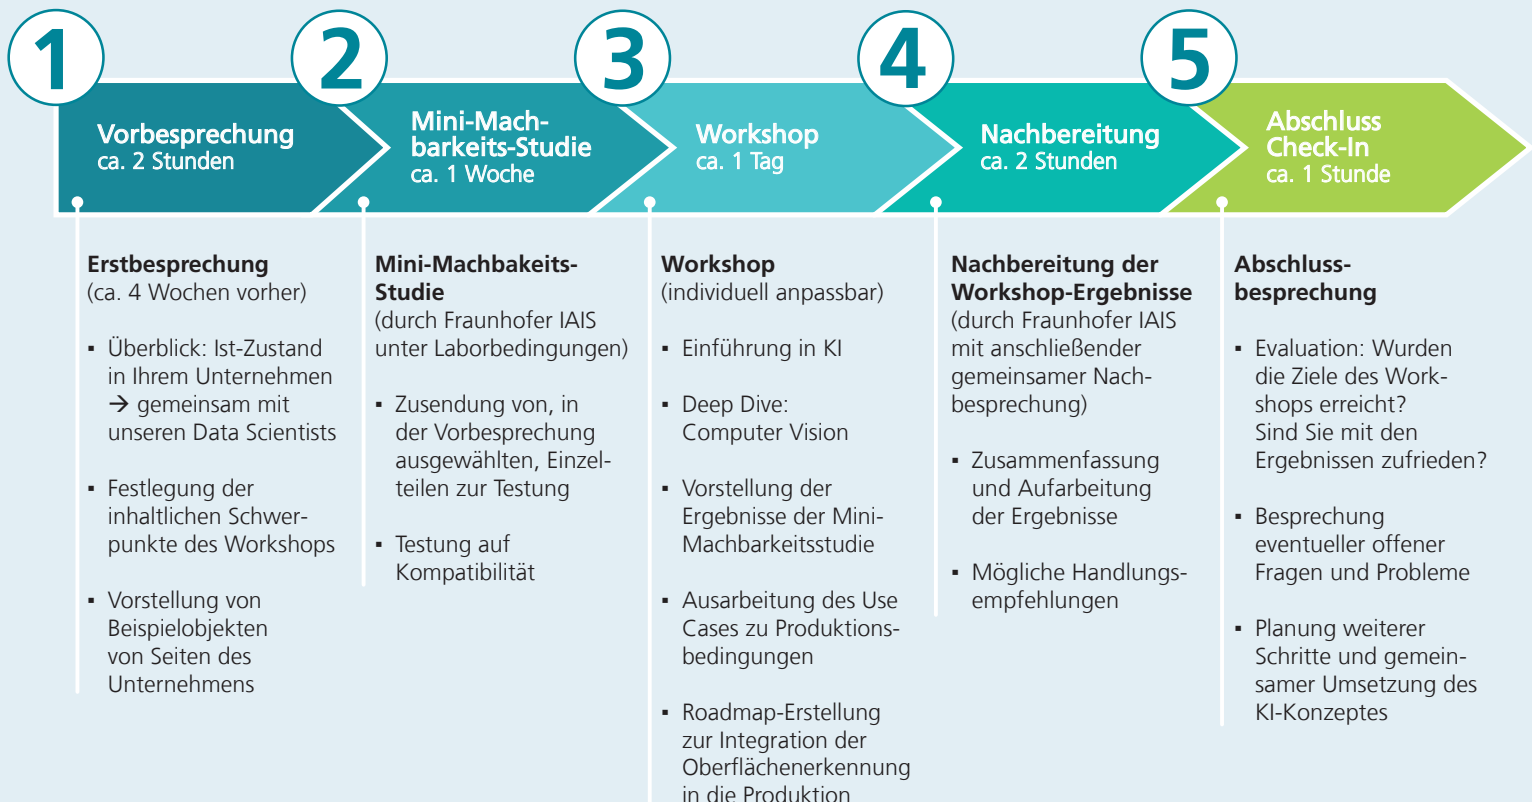 1
Vorbesprechung
ca. 2 Stunden
2
Mini-Mach-
barkeits-Studie
ca. 1 Woche
3
Workshop
ca. 1 Tag
4
Nachbereitung
ca. 2 Stunden
5
Abschluss
Check-In
ca. 1 Stunde
Erstbesprechung
(ca. 4 Wochen vorher)
▪ Überblick: Ist-Zustand
in Ihrem Unternehmen
→ gemeinsam mit
unseren Data Scientists
▪ Festlegung der
inhaltlichen Schwer-
punkte des Workshops
▪ Vorstellung von
Beispielobjekten
von Seiten des
Unternehmens
Mini-Machbakeits-
Studie
(durch Fraunhofer IAIS
unter Laborbedingungen)
▪ Zusendung von, in
der Vorbesprechung
ausgewählten, Einzel-
teilen zur Testung
▪ Testung auf
Kompatibilität
Workshop
(individuell anpassbar)
▪ Einführung in KI
▪ Deep Dive:
Computer Vision
▪ Vorstellung der
Ergebnisse der Mini-
Machbarkeitsstudie
▪ Ausarbeitung des Use
Cases zu Produktions-
bedingungen
▪ Roadmap-Erstellung
zur Integration der
Oberflächenerkennung
in die Produktion
Nachbereitung der
Workshop-Ergebnisse
(durch Fraunhofer IAIS
mit anschließender
gemeinsamer Nach-
besprechung)
▪ Zusammenfassung
und Aufarbeitung
der Ergebnisse
▪ Mögliche Handlungs-
empfehlungen
Abschluss-
besprechung
▪ Evaluation: Wurden
die Ziele des Work-
shops erreicht?
Sind Sie mit den
Ergebnissen zufrieden?
▪ Besprechung
eventueller offener
Fragen und Probleme
▪ Planung weiterer
Schritte und gemein-
samer Umsetzung des
KI-Konzeptes